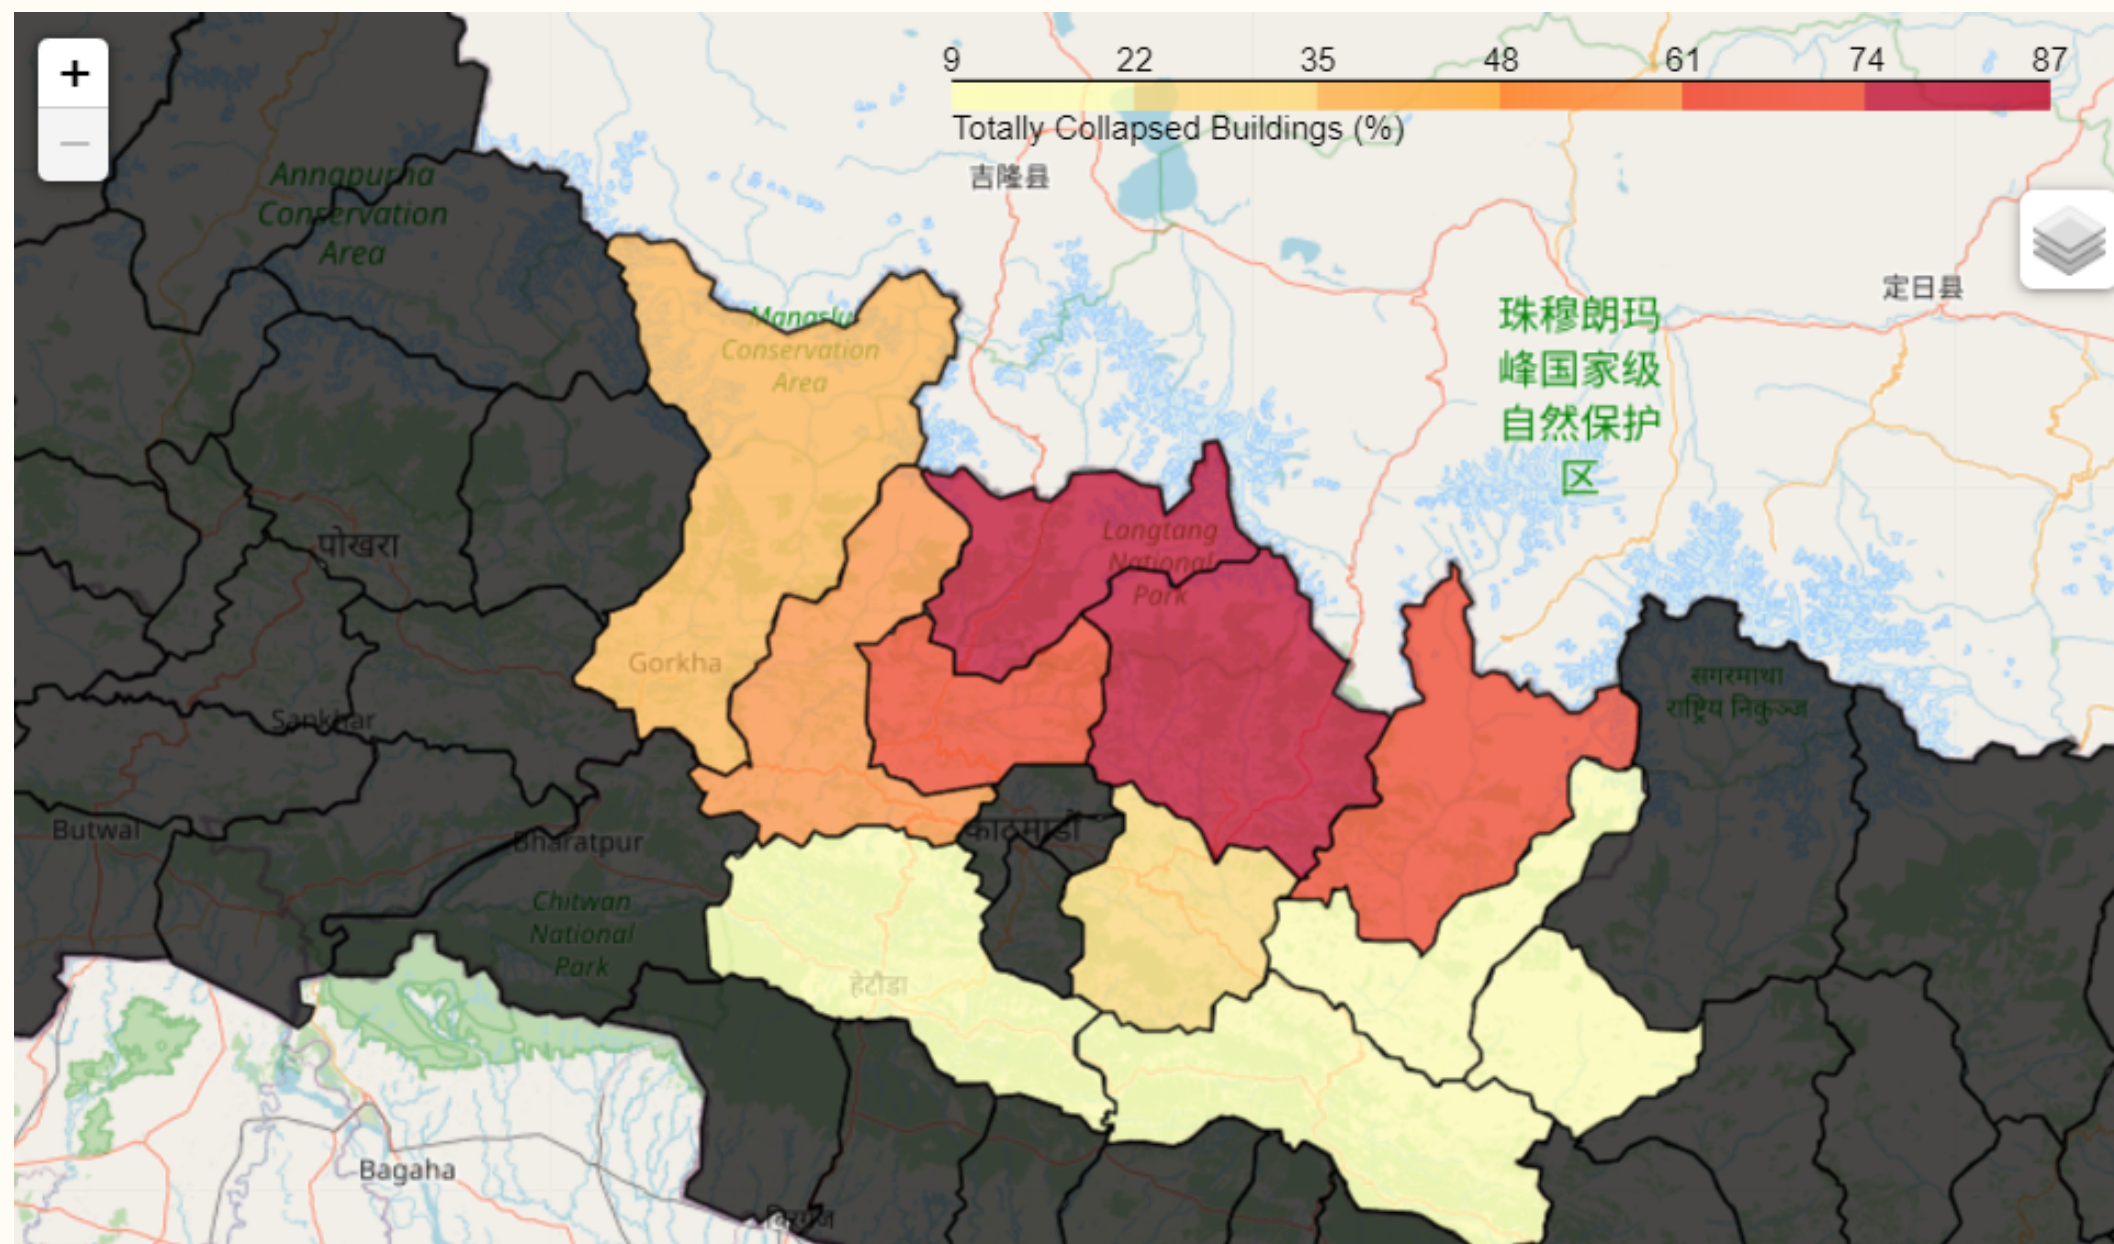 +
−
9 22 35 48 61 74 87
Totally Collapsed Buildings (%)
Annapurna
Conservation
Area
吉隆县
定日县
珠穆朗玛
峰国家级
自然保护
区
Manaslu
Conservation
Area
Langtang
National
Park
पोखरा
Gorkha
सगरमाथा
राष्ट्रिय निकुञ्ज
Sankhar
Butwal
Bharatpur
काठमाडौं
Chitwan
National
Park
हेटौडा
Bagaha
बिरगंज